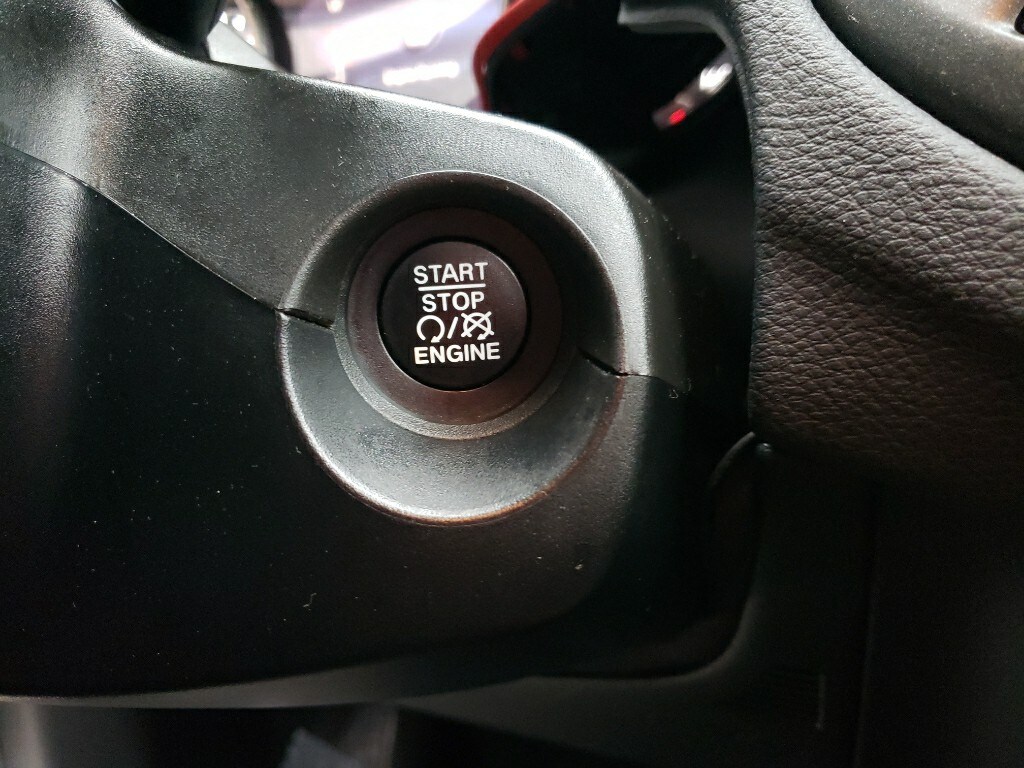 START
STOP
/
ENGINE